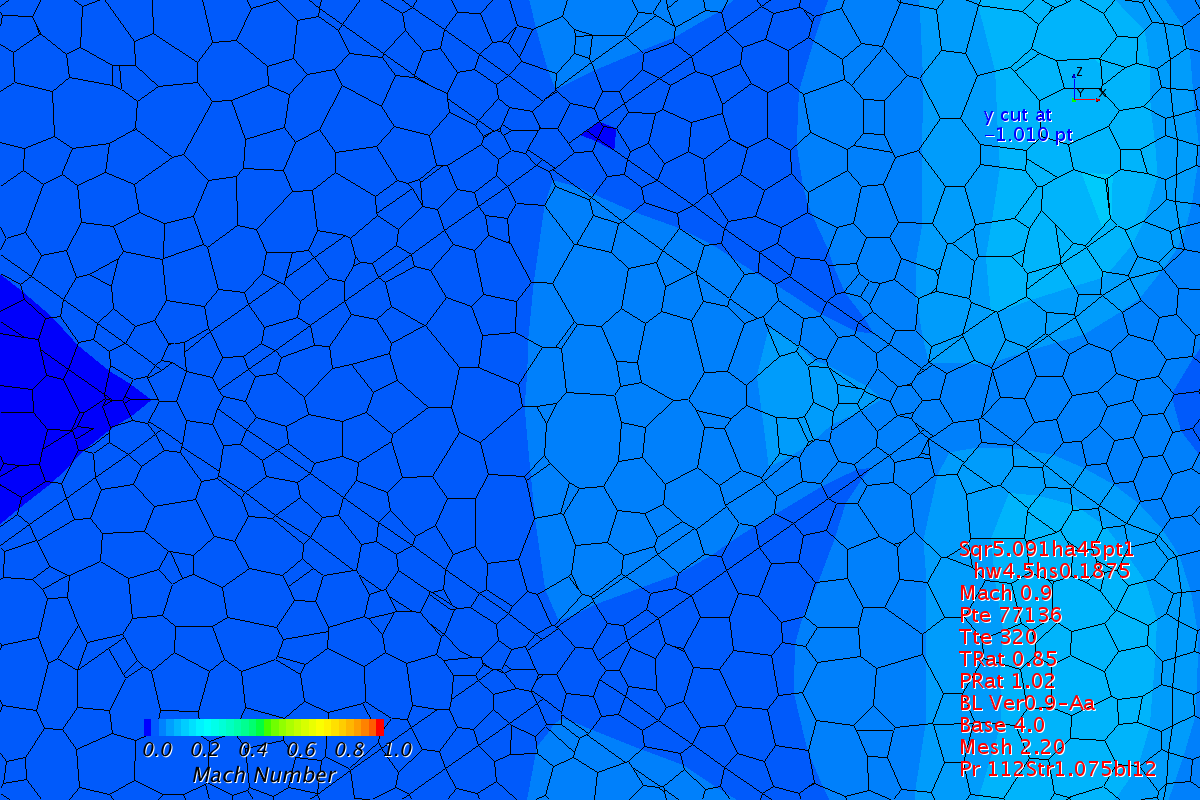 Z
Y X
y cut at
-1.010 pt
Sqr5.091ha45pt1
hw4.5hs0.1875
Mach 0.9
Pte 77136
Tte 320
TRat 0.85
PRat 1.02
BL Ver0.9-Aa
Base 4.0
Mesh 2.20
Pr 112Str1.075bl12
0.0 0.2 0.4 0.6 0.8 1.0
Mach Number